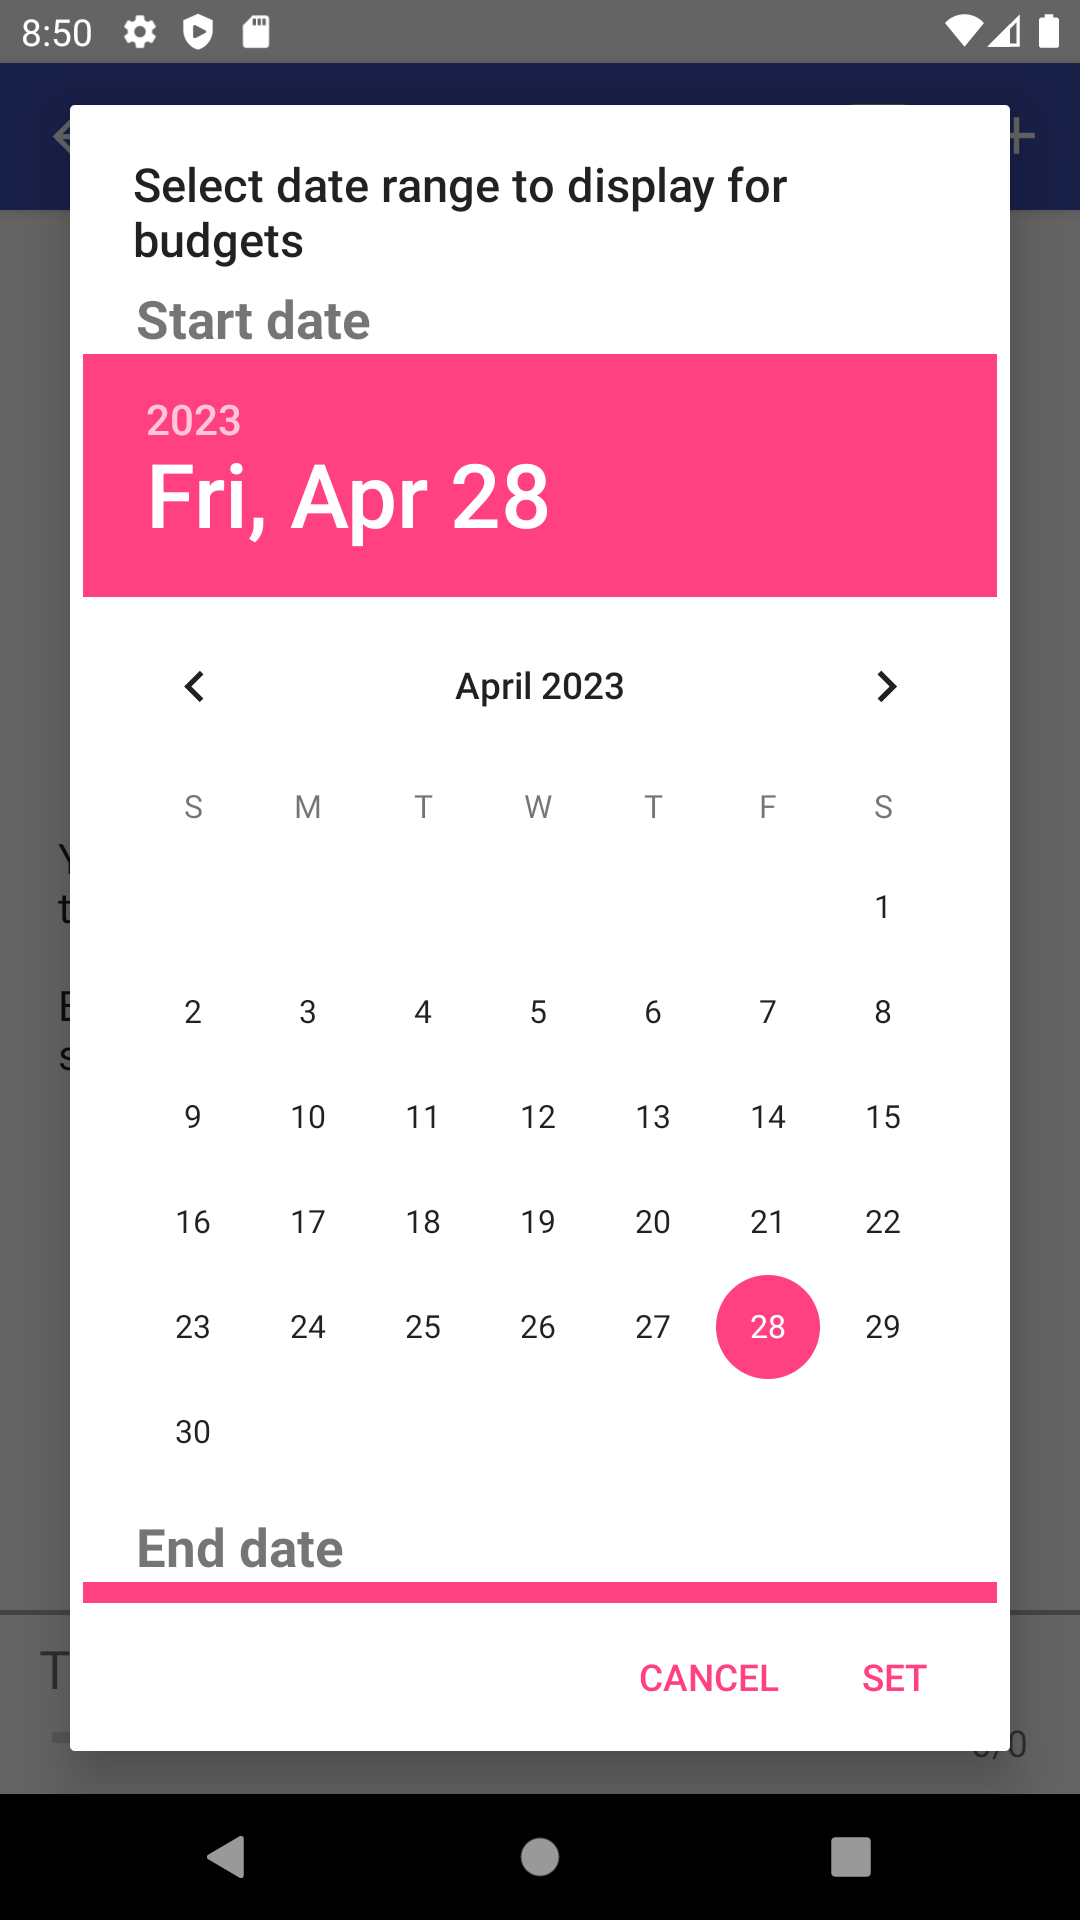 8:50
Select date range to display for
budgets
Start date
2023
Fri, Apr 28
April 2023
S M T W T F S
1
2 3 4 5 6 7 8
9 10 11 12 13 14 15
16 17 18 19 20 21 22
23 24 25 26 27 28 29
30
End date
CANCEL SET